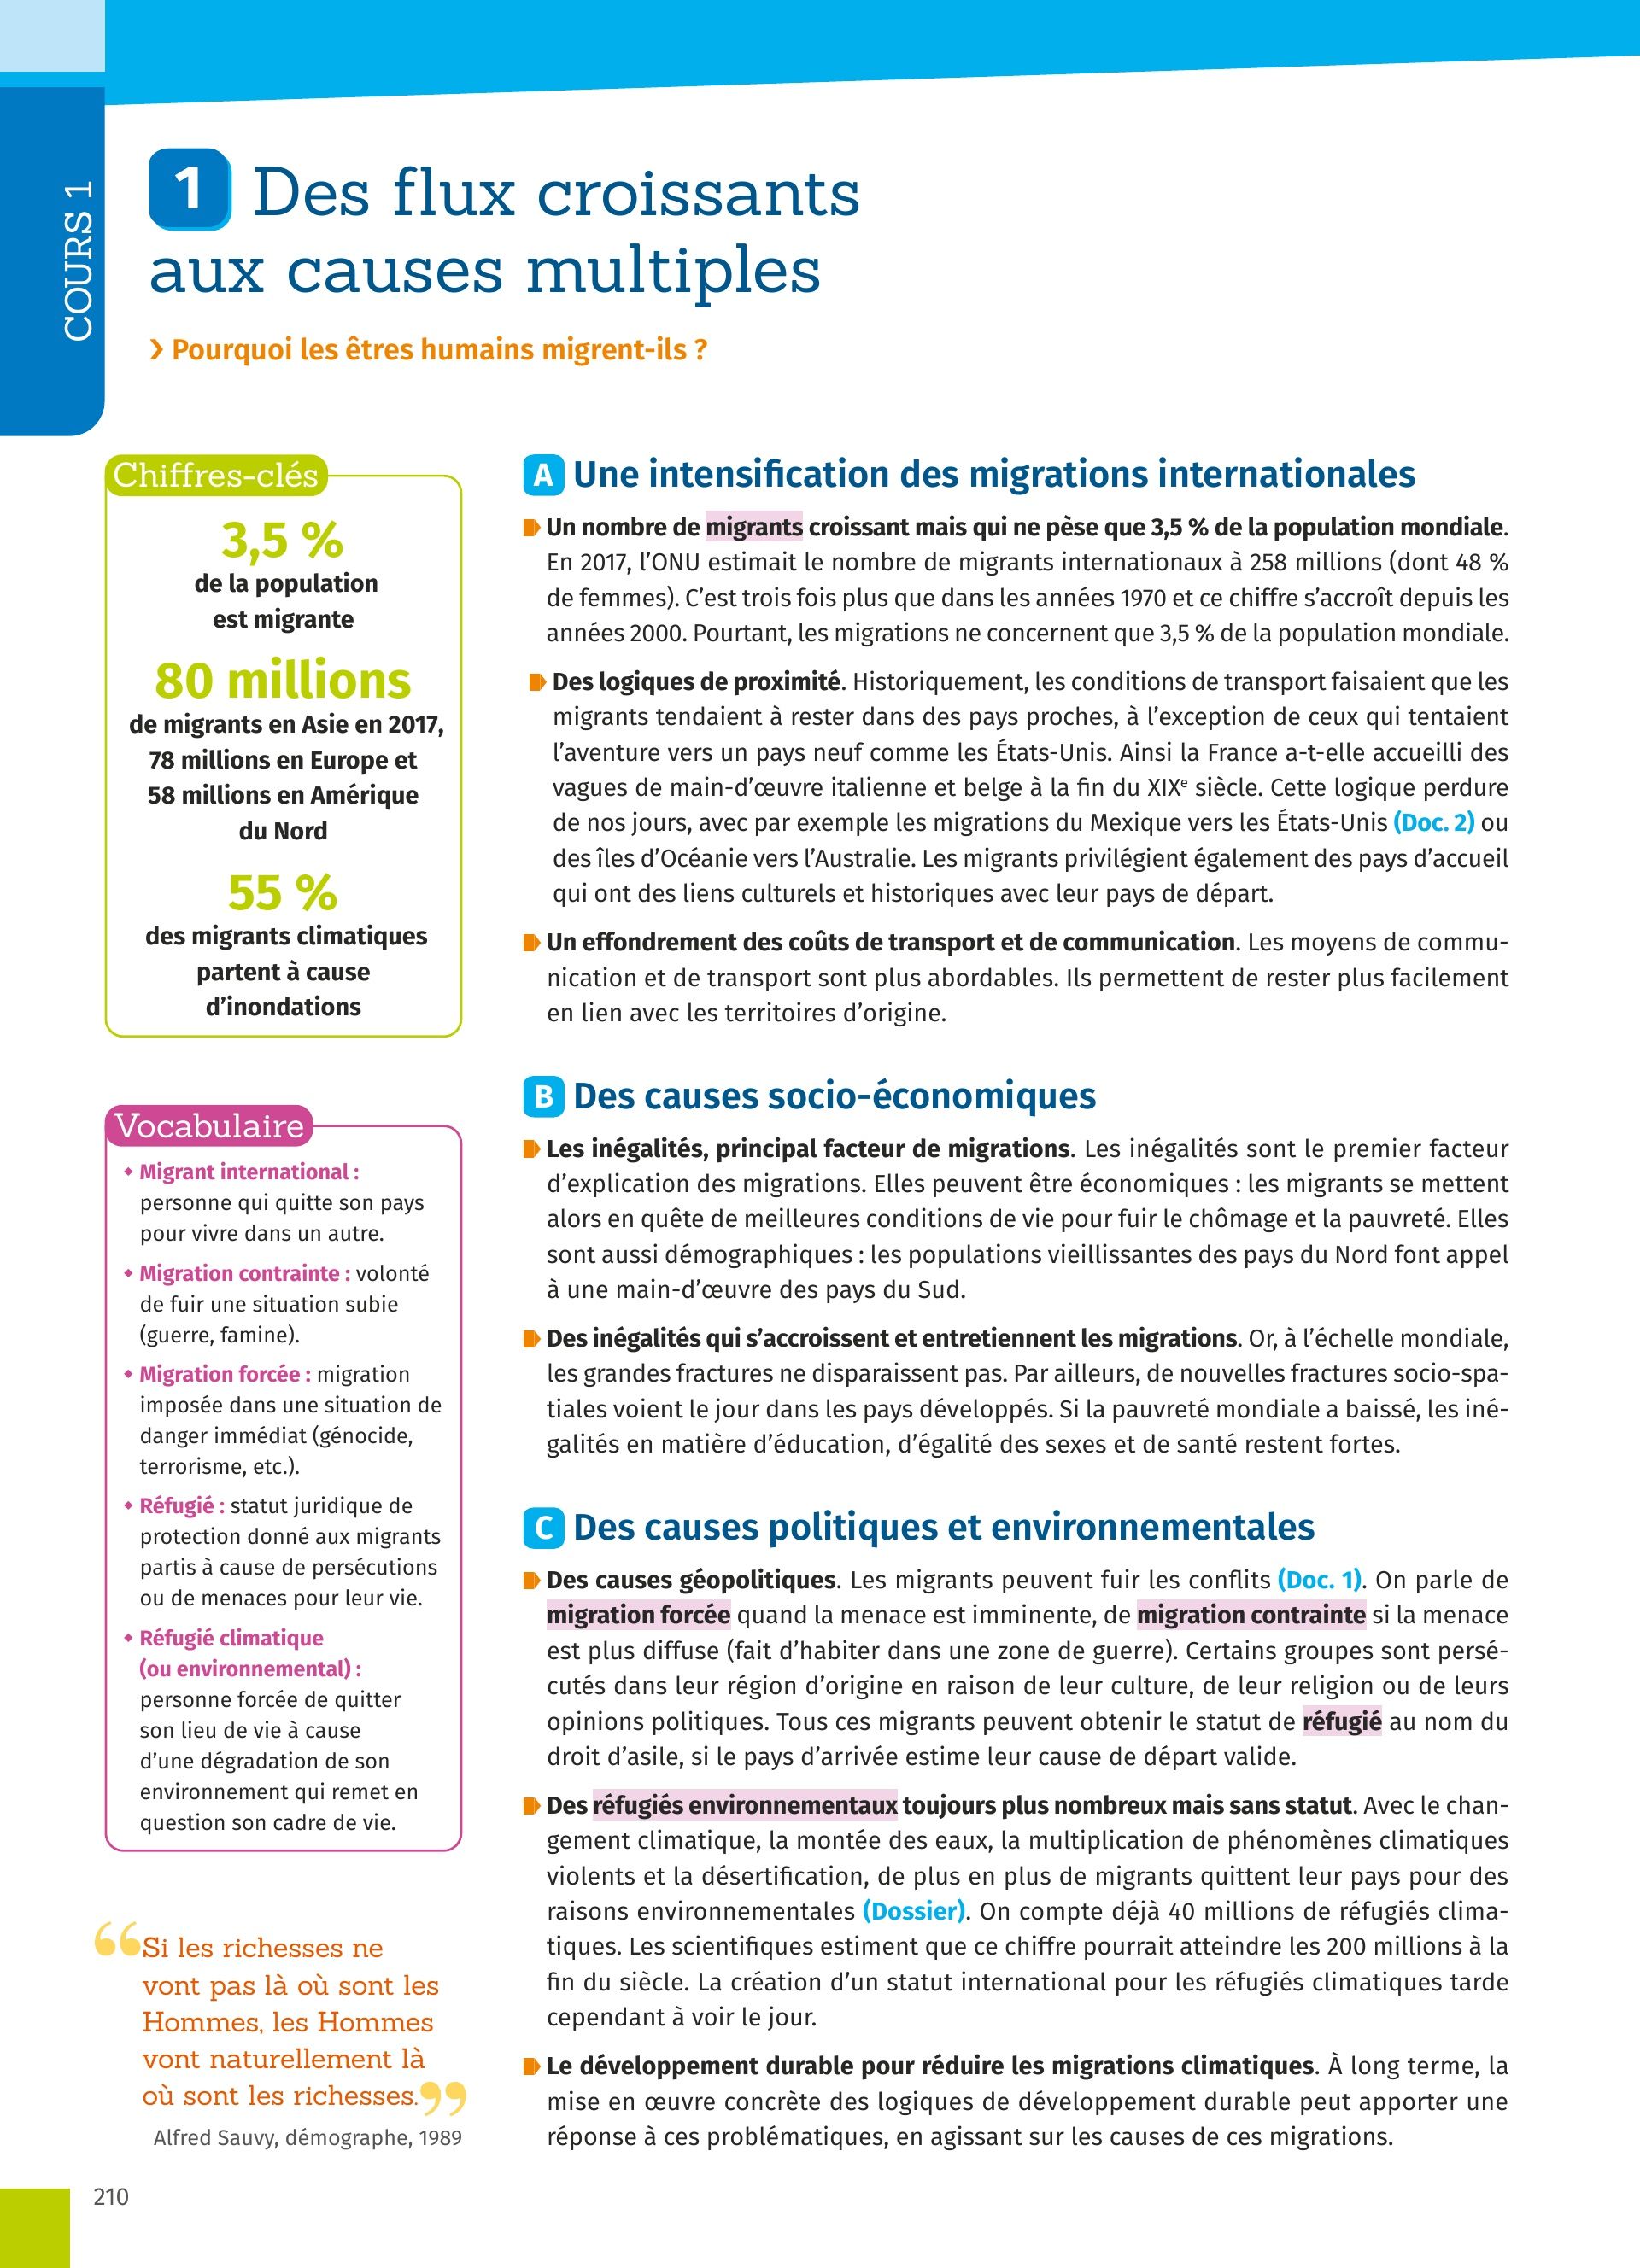 COURS 1
1 Des flux croissants
aux causes multiples
› Pourquoi les êtres humains migrent-ils ?
Chiffres-clés
3,5 %
de la population
est migrante
80 millions
de migrants en Asie en 2017,
78 millions en Europe et
58 millions en Amérique
du Nord
55 %
des migrants climatiques
partent à cause
d’inondations
Vocabulaire
Migrant international :
personne qui quitte son pays
pour vivre dans un autre.
Migration contrainte : volonté
de fuir une situation subie
(guerre, famine).
Migration forcée : migration
imposée dans une situation de
danger immédiat (génocide,
terrorisme, etc.).
Réfugié : statut juridique de
protection donné aux migrants
partis à cause de persécutions
ou de menaces pour leur vie.
Réfugié climatique
(ou environnemental) :
personne forcée de quitter
son lieu de vie à cause
d’une dégradation de son
environnement qui remet en
question son cadre de vie.
“Si les richesses ne
vont pas là où sont les
Hommes, les Hommes
vont naturellement là
où sont les richesses.”
Alfred Sauvy, démographe, 1989
A Une intensification des migrations internationales
Un nombre de migrants croissant mais qui ne pèse que 3,5 % de la population mondiale.
En 2017, l’ONU estimait le nombre de migrants internationaux à 258 millions (dont 48 %
de femmes). C’est trois fois plus que dans les années 1970 et ce chiffre s’accroît depuis les
années 2000. Pourtant, les migrations ne concernent que 3,5 % de la population mondiale.
Des logiques de proximité. Historiquement, les conditions de transport faisaient que les
migrants tendaient à rester dans des pays proches, à l’exception de ceux qui tentaient
l’aventure vers un pays neuf comme les États-Unis. Ainsi la France a-t-elle accueilli des
vagues de main-d’œuvre italienne et belge à la fin du XIXe siècle. Cette logique perdure
de nos jours, avec par exemple les migrations du Mexique vers les États-Unis (Doc. 2) ou
des îles d’Océanie vers l’Australie. Les migrants privilégient également des pays d’accueil
qui ont des liens culturels et historiques avec leur pays de départ.
Un effondrement des coûts de transport et de communication. Les moyens de commu-
nication et de transport sont plus abordables. Ils permettent de rester plus facilement
en lien avec les territoires d’origine.
B Des causes socio-économiques
Les inégalités, principal facteur de migrations. Les inégalités sont le premier facteur
d’explication des migrations. Elles peuvent être économiques : les migrants se mettent
alors en quête de meilleures conditions de vie pour fuir le chômage et la pauvreté. Elles
sont aussi démographiques : les populations vieillissantes des pays du Nord font appel
à une main-d’œuvre des pays du Sud.
Des inégalités qui s’accroissent et entretiennent les migrations. Or, à l’échelle mondiale,
les grandes fractures ne disparaissent pas. Par ailleurs, de nouvelles fractures socio-spa-
tiales voient le jour dans les pays développés. Si la pauvreté mondiale a baissé, les iné-
galités en matière d’éducation, d’égalité des sexes et de santé restent fortes.
C Des causes politiques et environnementales
Des causes géopolitiques. Les migrants peuvent fuir les conflits (Doc. 1). On parle de
migration forcée quand la menace est imminente, de migration contrainte si la menace
est plus diffuse (fait d’habiter dans une zone de guerre). Certains groupes sont persé-
cutés dans leur région d’origine en raison de leur culture, de leur religion ou de leurs
opinions politiques. Tous ces migrants peuvent obtenir le statut de réfugié au nom du
droit d’asile, si le pays d’arrivée estime leur cause de départ valide.
Des réfugiés environnementaux toujours plus nombreux mais sans statut. Avec le chan-
gement climatique, la montée des eaux, la multiplication de phénomènes climatiques
violents et la désertification, de plus en plus de migrants quittent leur pays pour des
raisons environnementales (Dossier). On compte déjà 40 millions de réfugiés clima-
tiques. Les scientifiques estiment que ce chiffre pourrait atteindre les 200 millions à la
fin du siècle. La création d’un statut international pour les réfugiés climatiques tarde
cependant à voir le jour.
Le développement durable pour réduire les migrations climatiques. À long terme, la
mise en œuvre concrète des logiques de développement durable peut apporter une
réponse à ces problématiques, en agissant sur les causes de ces migrations.
210